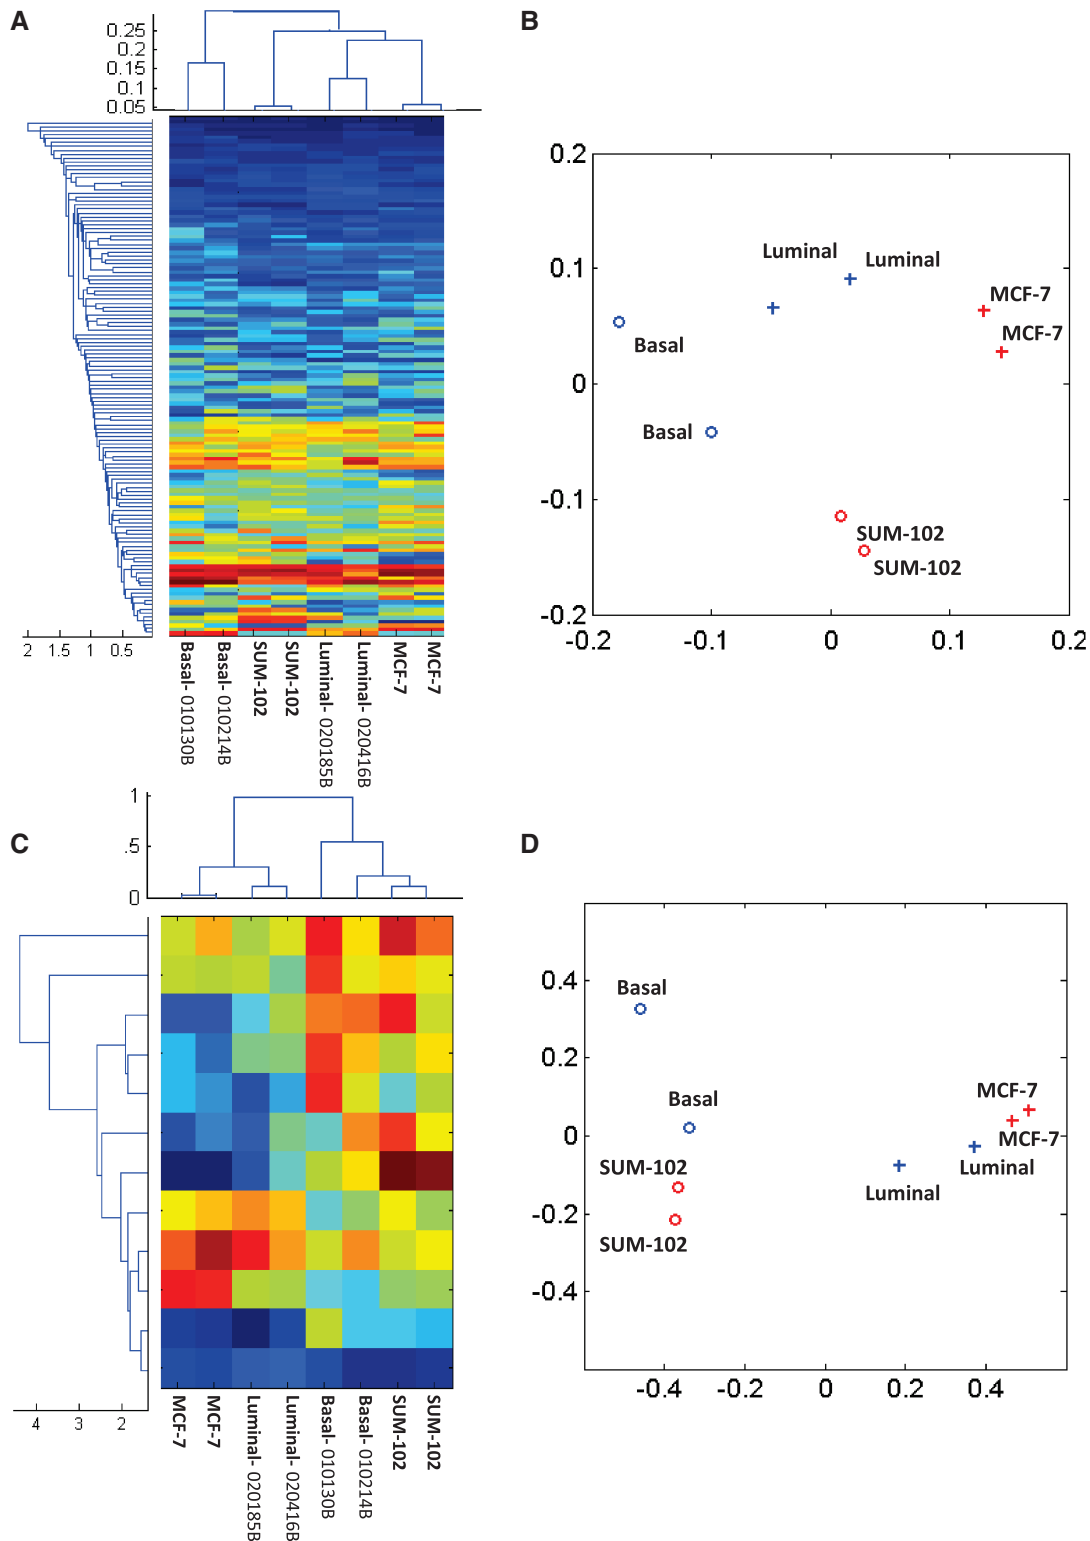 A
0.25
0.2
0.15
0.1
0.05
2 1.5 1 0.5
Basal- 010130B
Basal- 010214B
SUM-102
SUM-102
Luminal- 020185B
Luminal- 020416B
MCF-7
MCF-7
B
0.2
0.1
0
-0.1
-0.2
-0.2 -0.1 0 0.1 0.2
Luminal
Luminal
MCF-7
MCF-7
Basal
Basal
SUM-102
SUM-102
C
1
.5
0
4 3 2
MCF-7
MCF-7
Luminal- 020185B
Luminal- 020416B
Basal- 010130B
Basal- 010214B
SUM-102
SUM-102
D
0.4
0.2
0
-0.2
-0.4
-0.4 -0.2 0 0.2 0.4
Basal
Basal
MCF-7
MCF-7
SUM-102
Luminal
Luminal
SUM-102